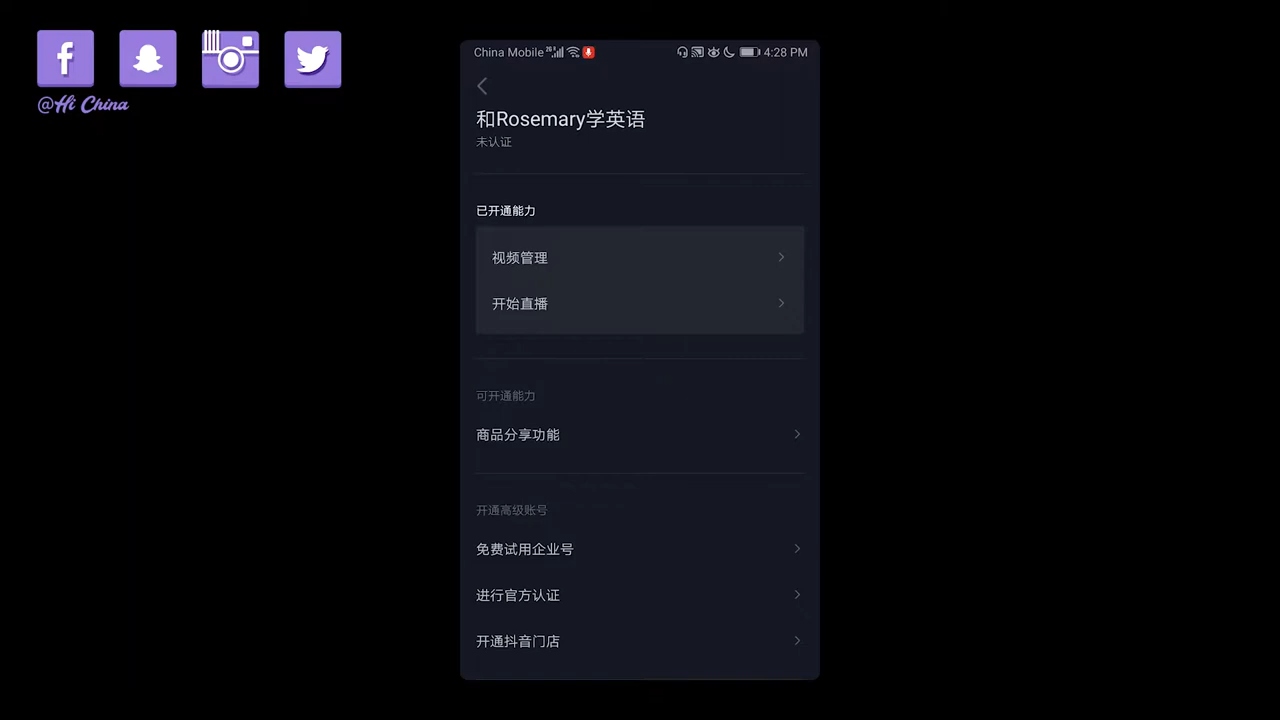 @Hi China
China Mobile 4:28 PM
和Rosemary学英语
未认证
已开通能力
视频管理
开始直播
可开通能力
商品分享功能
开通高级账号
免费试用企业号
进行官方认证
开通抖音门店